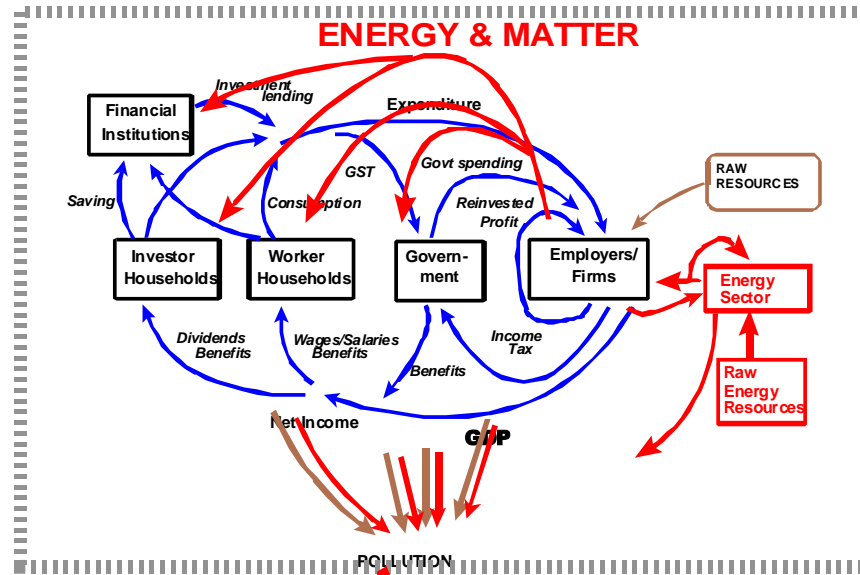 ENERGY & MATTER
Investment
lending
Financial
Institutions
Expenditure
GST
Govt spending
RAW
RESOURCES
Saving
Consumption
Reinvested
Profit
Investor
Households
Worker
Households
Govern-
ment
Employers/
Firms
Energy
Sector
Dividends
Benefits
Wages/Salaries
Benefits
Benefits
Income
Tax
Raw
Energy
Resources
Net Income
GDP
POLLUTION